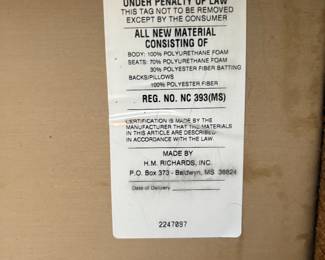 UNDER PENALTY OF LAW
THIS TAG NOT TO BE REMOVED
EXCEPT BY THE CONSUMER
ALL NEW MATERIAL
CONSISTING OF
BODY: 100% POLYURETHANE FOAM
SEATS: 70% POLYURETHANE FOAM
30% POLYESTER FIBER BATTING
BACKS/PILLOWS
100% POLYESTER FIBER
REG. NO. NC 393(MS)
CERTIFICATION IS MADE BY THE
MANUFACTURER THAT THE MATERIALS
IN THIS ARTICLE ARE DESCRIBED
IN ACCORDANCE WITH THE LAW.
MADE BY
H.M. RICHARDS, INC.
P.O. Box 373 - Baldwyn, MS 38824
Date of Delivery
2247097